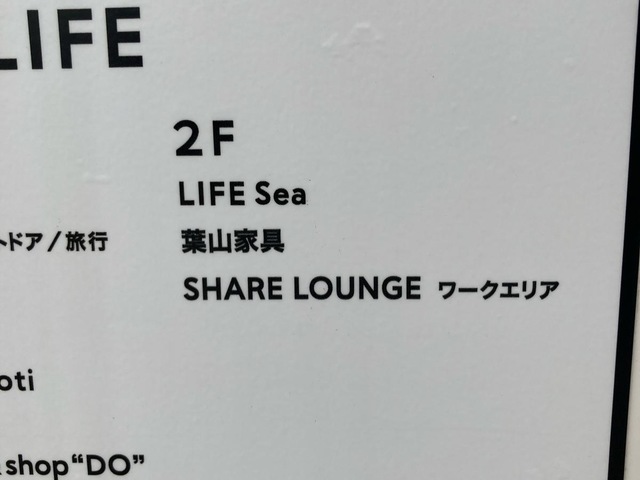 LIFE
2F
LIFE Sea
トドア/旅行
葉山家具
SHARE LOUNGE ワークエリア
oti
shop“DO”